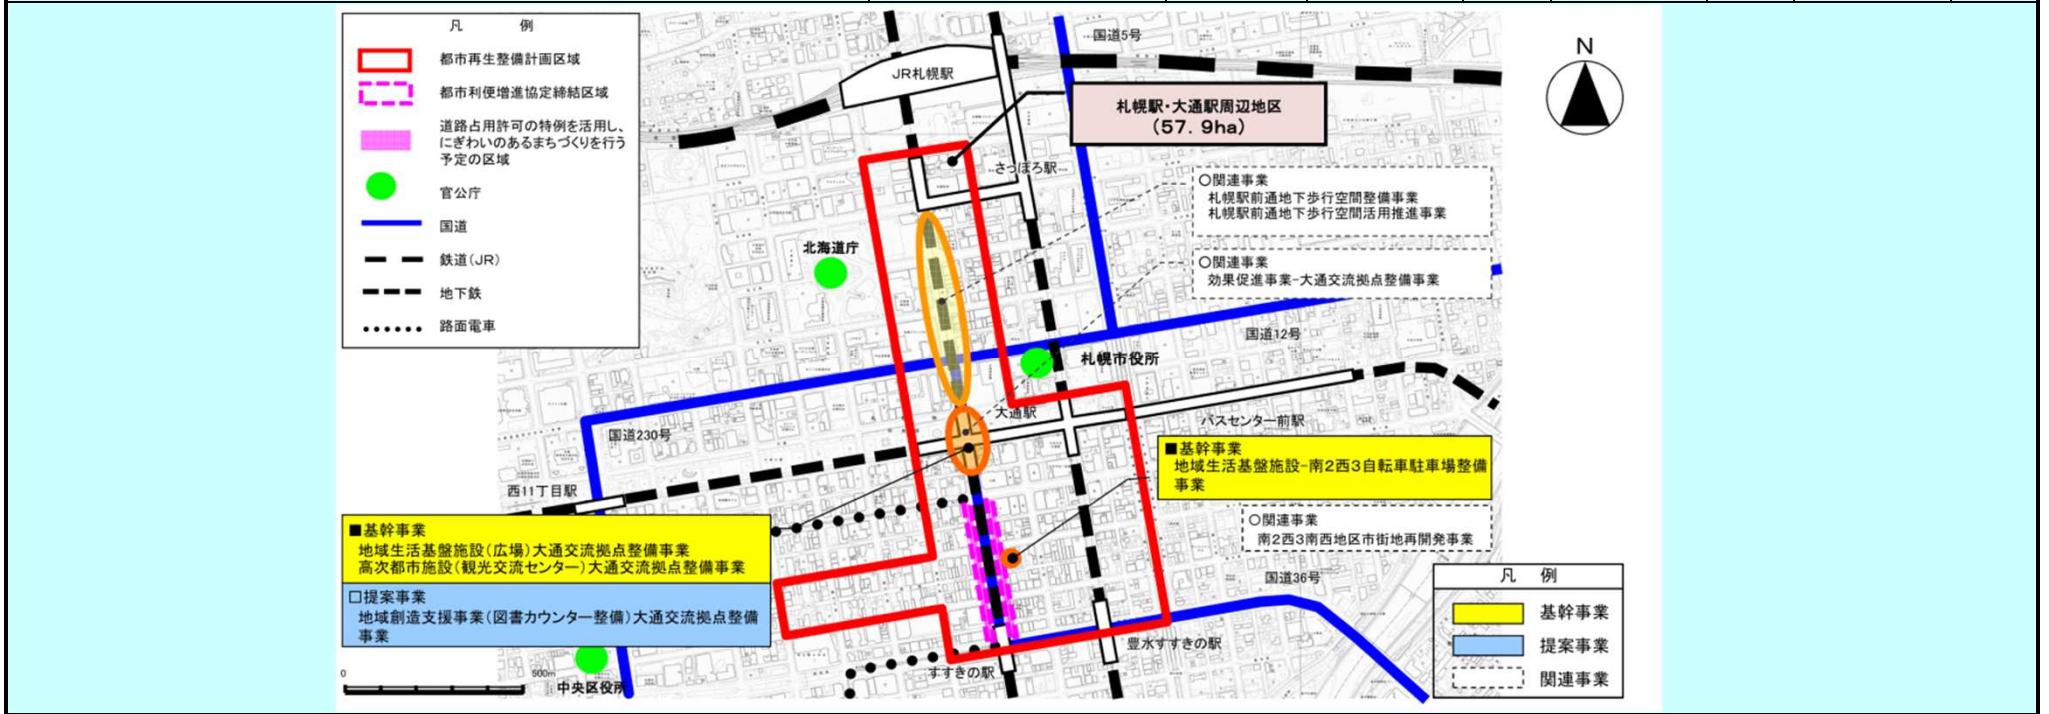 凡　例
都市再生整備計画区域
都市利便増進協定締結区域
道路占用許可の特例を活用し、
にぎわいのあるまちづくりを行う
予定の区域
官公庁
国道
鉄道（JR）
地下鉄
路面電車
国道5号
JR札幌駅
N
札幌駅・大通駅周辺地区
（57．9ha）
さっぽろ駅
○関連事業
札幌駅前通地下歩行空間整備事業
札幌駅前通地下歩行空間活用推進事業
北海道庁
○関連事業
効果促進事業-大通交流拠点整備事業
国道12号
札幌市役所
大通駅
バスセンター前駅
国道230号
■基幹事業
地域生活基盤施設-南2西3自転車駐車場整備
事業
西11丁目駅
■基幹事業
地域生活基盤施設（広場）大通交流拠点整備事業
高次都市施設（観光交流センター）大通交流拠点整備事業
□提案事業
地域創造支援事業（図書カウンター整備）大通交流拠点整備
事業
○関連事業
南2西3南西地区市街地再開発事業
国道36号
豊水すすきの駅
すすきの駅
中央区役所
0
500m
凡　例
基幹事業
提案事業
関連事業